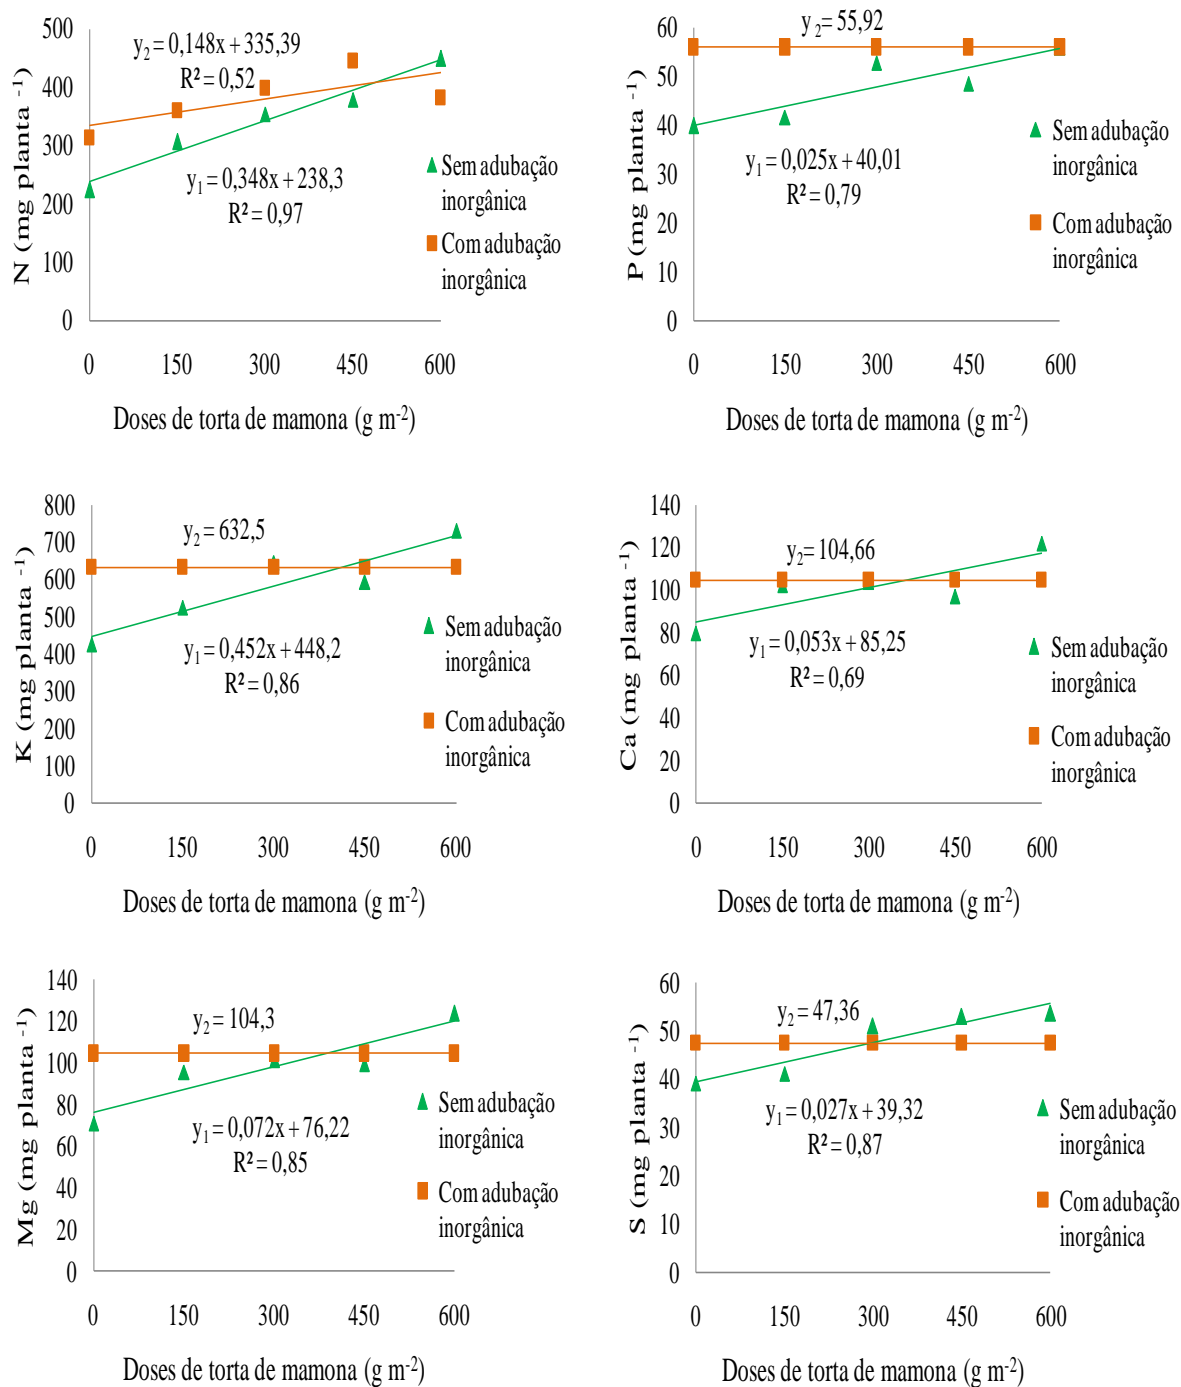 N (mg planta ⁻¹)
500
400
300
200
100
0
y₂ = 0,148x + 335,39
R² = 0,52
y₁ = 0,348x + 238,3
R² = 0,97
Sem adubação
inorgânica
Com adubação
inorgânica
0 150 300 450 600
Doses de torta de mamona (g m⁻²)
P (mg planta ⁻¹)
60
50
40
30
20
10
0
y ₂ = 55,92
y₁ = 0,025x + 40,01
R² = 0,79
Sem adubação
inorgânica
Com adubação
inorgânica
0 150 300 450 600
Doses de torta de mamona (g m⁻²)
K (mg planta ⁻¹)
800
700
600
500
400
300
200
100
0
y₂ = 632,5
y₁ = 0,452x + 448,2
R² = 0,86
Sem adubação
inorgânica
Com adubação
inorgânica
0 150 300 450 600
Doses de torta de mamona (g m⁻²)
Ca (mg planta ⁻¹)
140
120
100
80
60
40
20
0
y₂ = 104,66
y₁ = 0,053x + 85,25
R² = 0,69
Sem adubação
inorgânica
Com adubação
inorgânica
0 150 300 450 600
Doses de torta de mamona (g m⁻²)
Mg (mg planta ⁻¹)
140
120
100
80
60
40
20
0
y₂ = 104,3
y₁ = 0,072x + 76,22
R² = 0,85
Sem adubação
inorgânica
Com adubação
inorgânica
0 150 300 450 600
Doses de torta de mamona (g m⁻²)
S (mg planta ⁻¹)
60
50
40
30
20
10
0
y₂ = 47,36
y₁ = 0,027x + 39,32
R² = 0,87
Sem adubação
inorgânica
Com adubação
inorgânica
0 150 300 450 600
Doses de torta de mamona (g m⁻²)